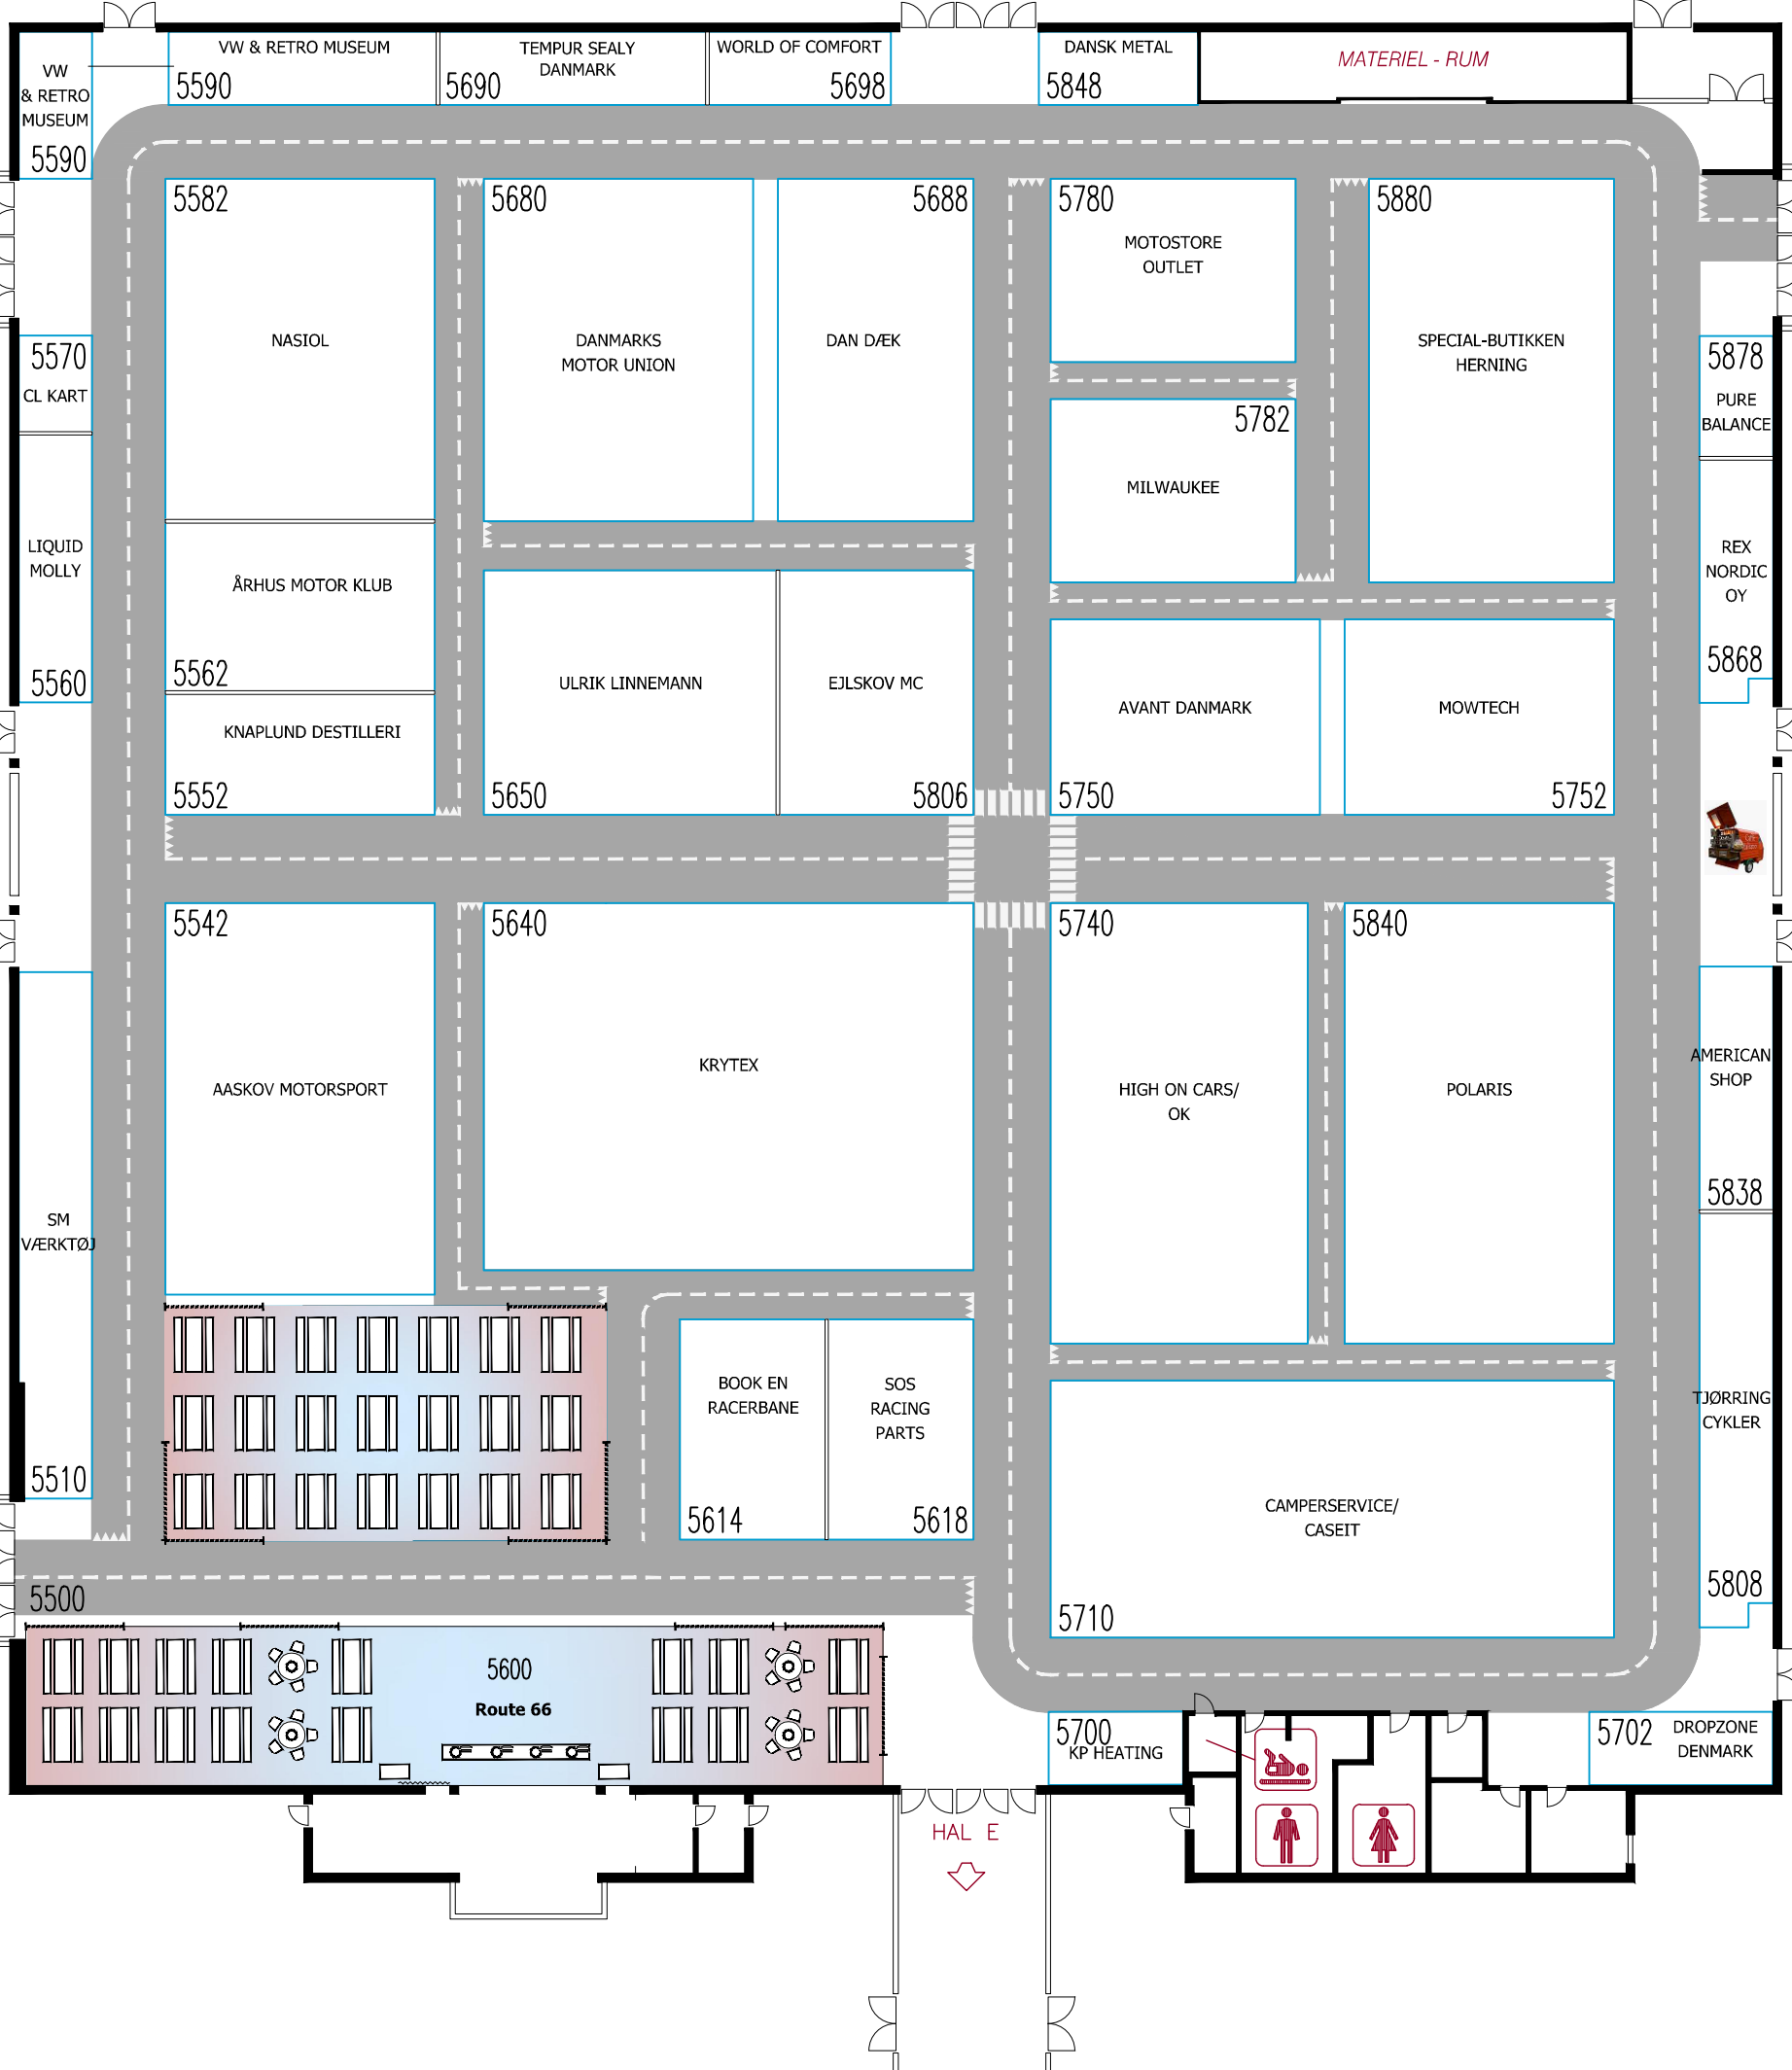 VW & RETRO MUSEUM
5590
TEMPUR SEALY
DANMARK
5690
WORLD OF COMFORT
5698
DANSK METAL
5848
MATERIEL - RUM
VW
& RETRO
MUSEUM
5590
5582
NASIOL
5680
DANMARKS
MOTOR UNION
5688
DAN DÆK
5780
MOTOSTORE
OUTLET
5880
SPECIAL-BUTIKKEN
HERNING
5570
CL KART
5878
PURE
BALANCE
5782
MILWAUKEE
LIQUID
MOLLY
5560
ÅRHUS MOTOR KLUB
5562
KNAPLUND DESTILLERI
5552
ULRIK LINNEMANN
5650
EJLSKOV MC
5806
AVANT DANMARK
5750
MOWTECH
5752
REX
NORDIC
OY
5868
5542
AASKOV MOTORSPORT
5640
KRYTEX
5740
HIGH ON CARS/
OK
5840
POLARIS
AMERICAN
SHOP
5838
SM
VÆRKTØJ
5510
BOOK EN
RACERBANE
5614
SOS
RACING
PARTS
5618
CAMPERSERVICE/
CASEIT
5710
TJØRRING
CYKLER
5808
5500
5600
Route 66
5700
KP HEATING
5702
DROPZONE
DENMARK
HAL E